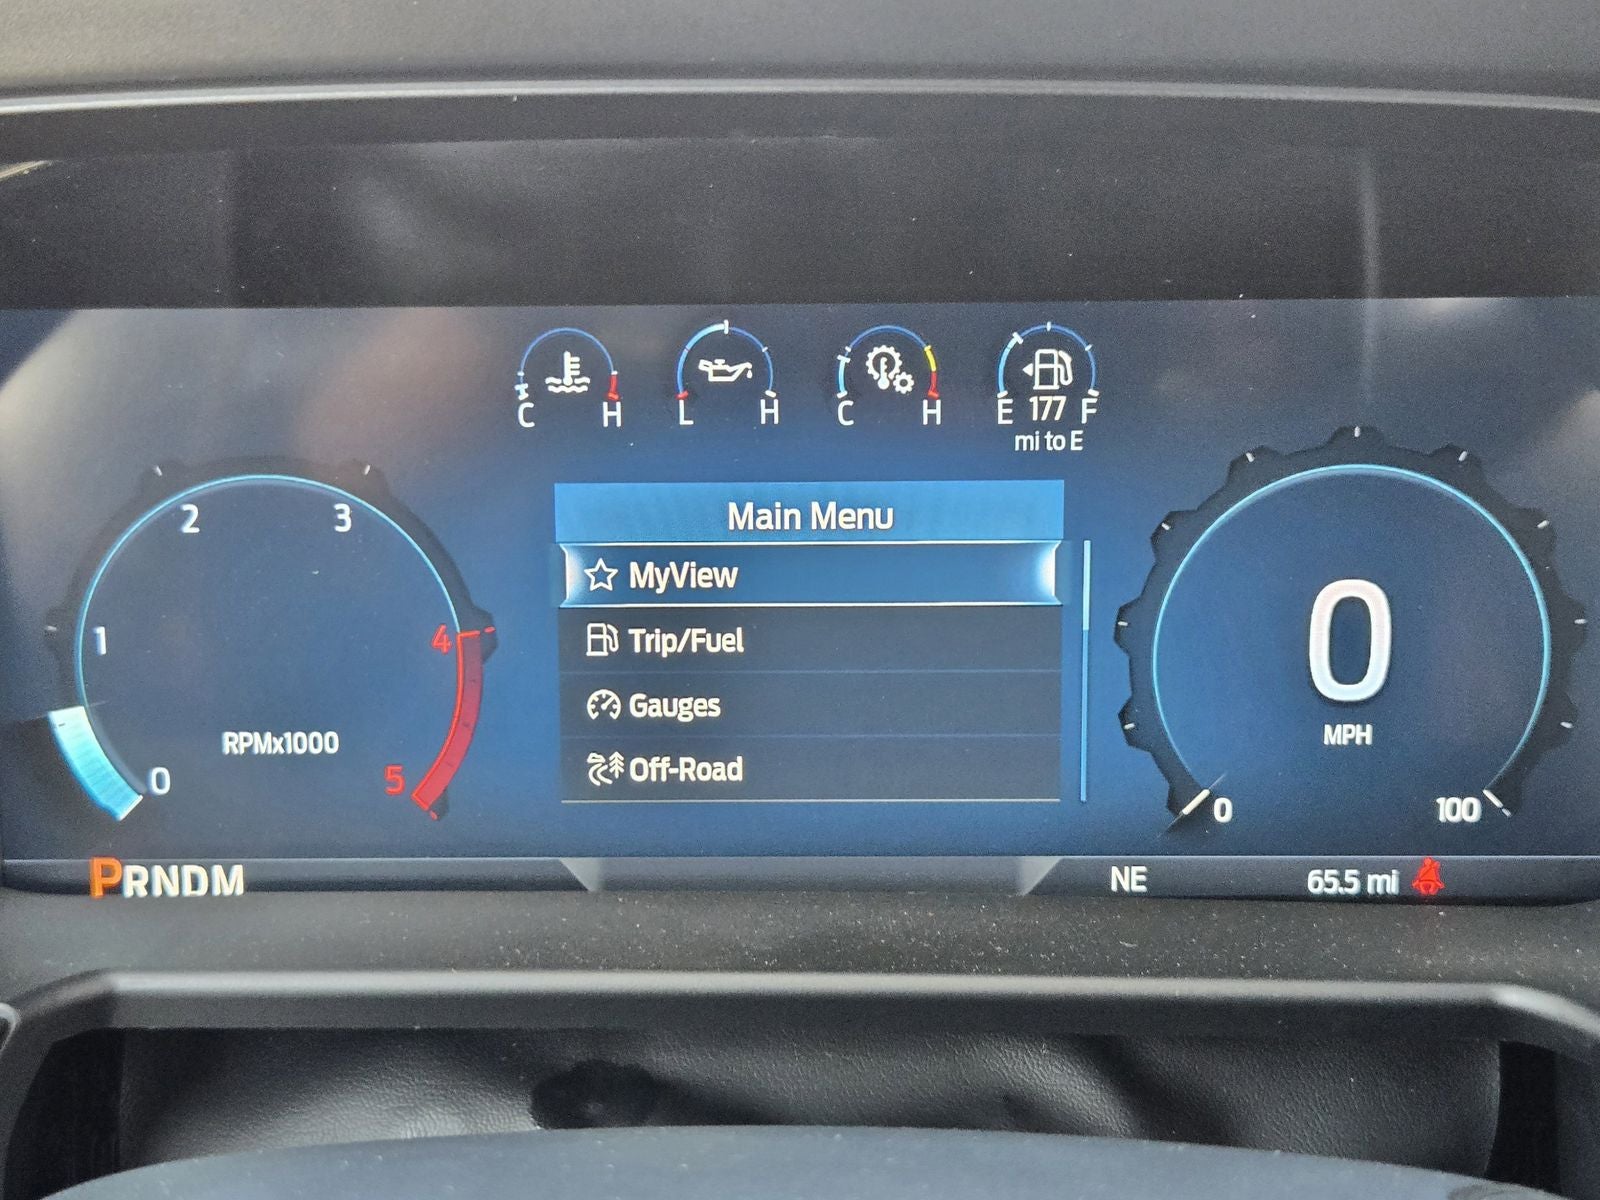 C H
L H
C H
E 177 F
mi to E
Main Menu
MyView
Trip/Fuel
Gauges
Off-Road
0
1
2
3
4
5
RPMx1000
0
MPH
0
100
PRNDM
NE
65.5 mi